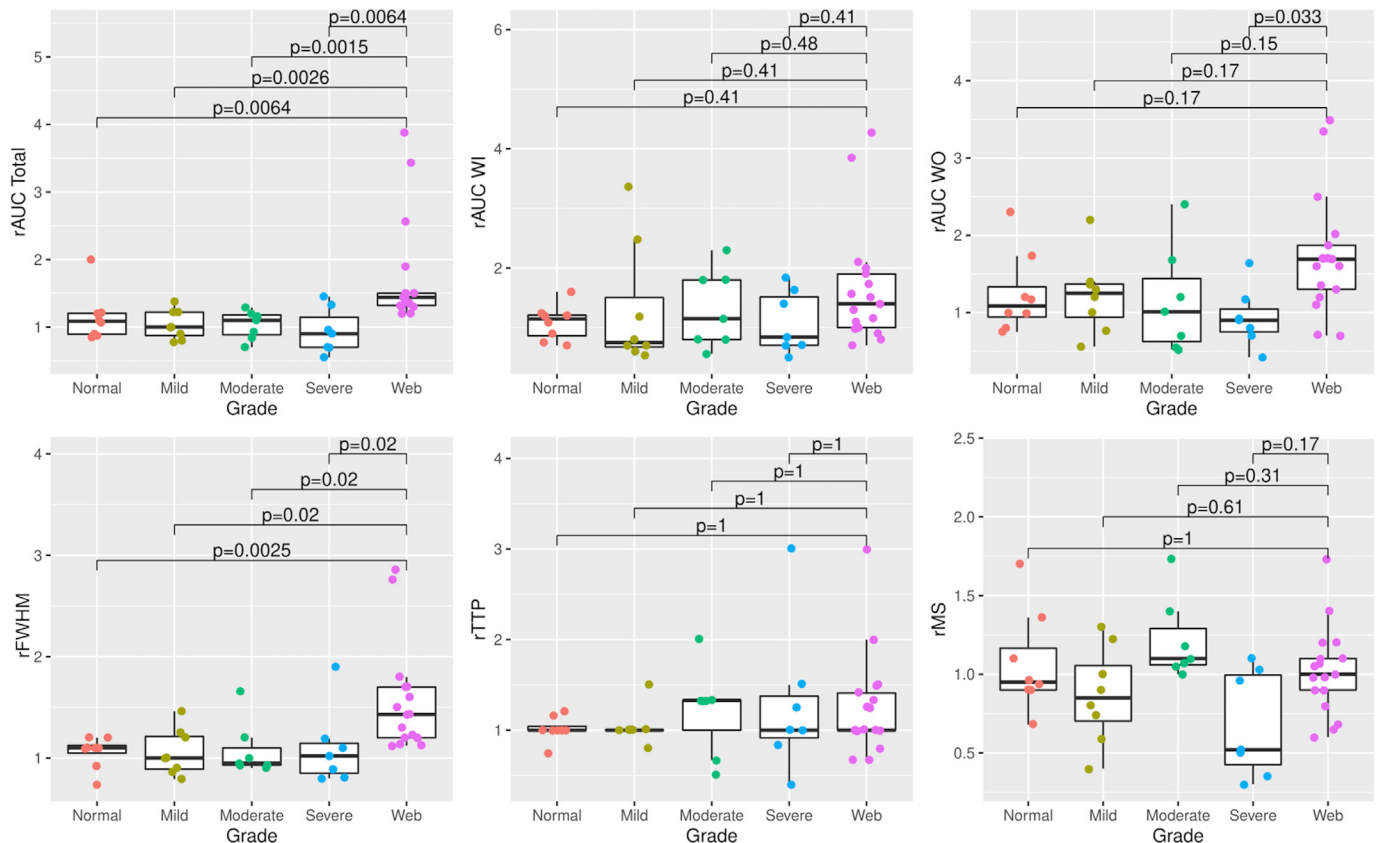 p=0.0064
p=0.0015
p=0.0026
p=0.0064
rAUC Total
5
4
3
2
1
Normal Mild Moderate Severe Web
Grade
p=0.41
p=0.48
p=0.41
p=0.41
rAUC WI
6
4
2
Normal Mild Moderate Severe Web
Grade
p=0.033
p=0.15
p=0.17
p=0.17
rAUC WO
4
3
2
1
Normal Mild Moderate Severe Web
Grade
p=0.02
p=0.02
p=0.02
p=0.0025
rFWHM
4
3
2
1
Normal Mild Moderate Severe Web
Grade
p=1
p=1
p=1
p=1
rTTP
4
3
2
1
Normal Mild Moderate Severe Web
Grade
p=0.17
p=0.31
p=0.61
p=1
rMS
2.5
2.0
1.5
1.0
0.5
Normal Mild Moderate Severe Web
Grade